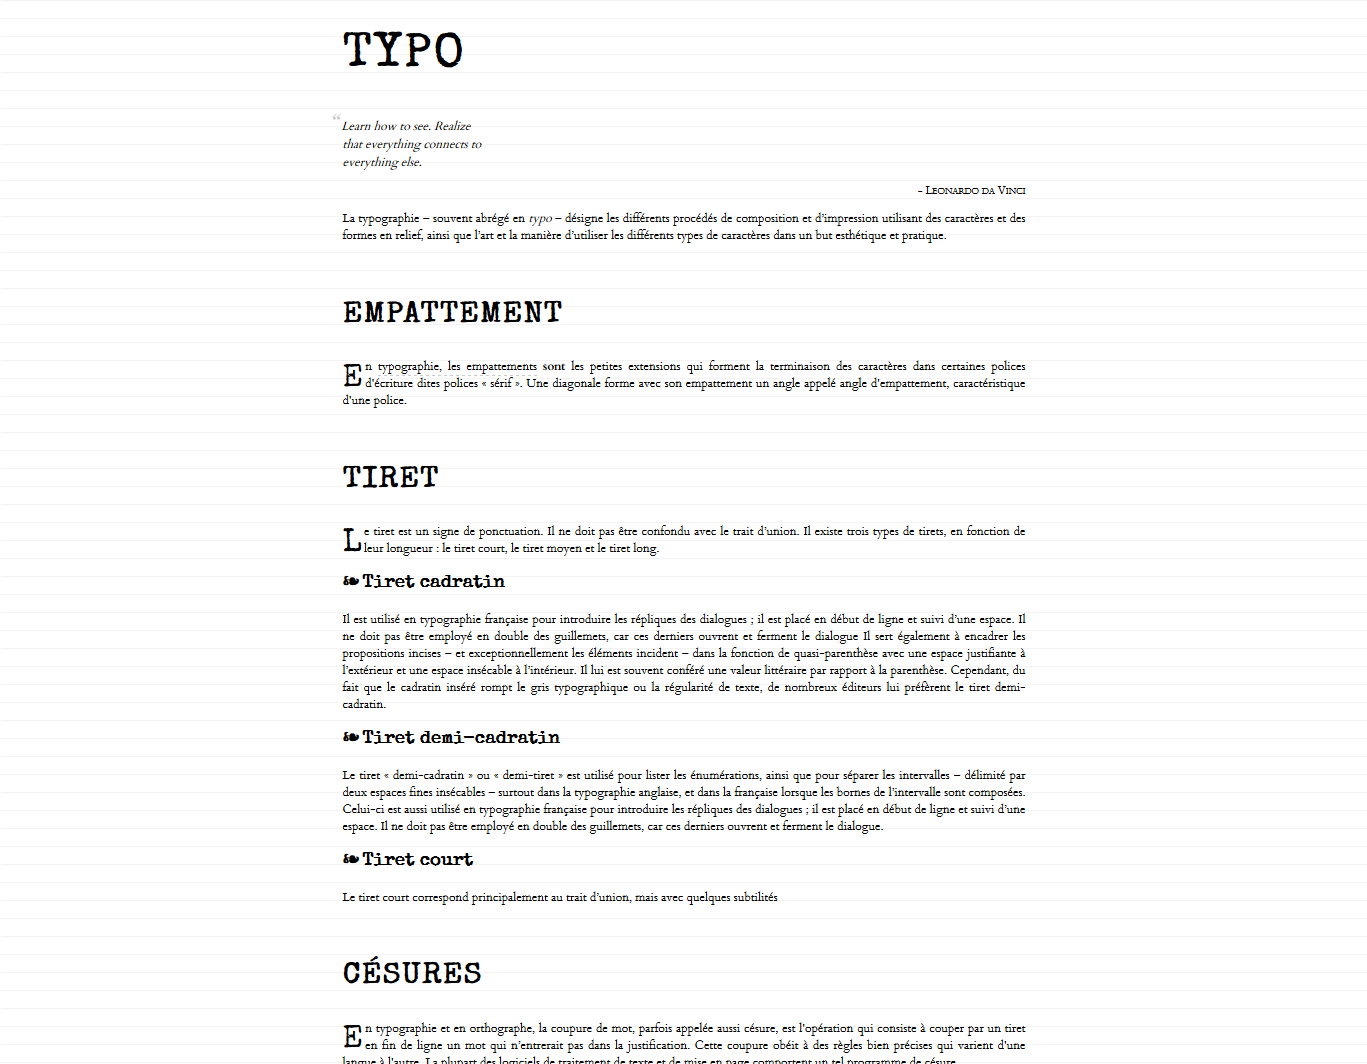 TYPO
“Learn how to see. Realize
that everything connects to
everything else.
- Leonardo da Vinci
La typographie – souvent abrégé en typo – désigne les différents procédés de composition et d’impression utilisant des caractères et des
formes en relief, ainsi que l’art et la manière d’utiliser les différents types de caractères dans un but esthétique et pratique.
EMPATTEMENT
En typographie, les empattements sont les petites extensions qui forment la terminaison des caractères dans certaines polices
d'écriture dites polices « sérif ». Une diagonale forme avec son empattement un angle appelé angle d'empattement, caractéristique
d'une police.
TIRET
Le tiret est un signe de ponctuation. Il ne doit pas être confondu avec le trait d’union. Il existe trois types de tirets, en fonction de
leur longueur : le tiret court, le tiret moyen et le tiret long.
❧ Tiret cadratin
Il est utilisé en typographie française pour introduire les répliques des dialogues ; il est placé en début de ligne et suivi d’une espace. Il
ne doit pas être employé en double des guillemets, car ces derniers ouvrent et ferment le dialogue Il sert également à encadrer les
propositions incises – et exceptionnellement les éléments incident – dans la fonction de quasi-parenthèse avec une espace justifiante à
l’extérieur et une espace insécable à l’intérieur. Il lui est souvent conféré une valeur littéraire par rapport à la parenthèse. Cependant, du
fait que le cadratin inséré rompt le gris typographique ou la régularité de texte, de nombreux éditeurs lui préfèrent le tiret demi-
cadratin.
❧ Tiret demi-cadratin
Le tiret « demi-cadratin » ou « demi-tiret » est utilisé pour lister les énumérations, ainsi que pour séparer les intervalles – délimité par
deux espaces fines insécables – surtout dans la typographie anglaise, et dans la française lorsque les bornes de l’intervalle sont composées.
Celui-ci est aussi utilisé en typographie française pour introduire les répliques des dialogues ; il est placé en début de ligne et suivi d’une
espace. Il ne doit pas être employé en double des guillemets, car ces derniers ouvrent et ferment le dialogue.
❧ Tiret court
Le tiret court correspond principalement au trait d’union, mais avec quelques subtilités
CÉSURES
En typographie et en orthographe, la coupure de mot, parfois appelée aussi césure, est l’opération qui consiste à couper par un tiret
en fin de ligne un mot qui n’entrerait pas dans la justification. Cette coupure obéit à des règles bien précises qui varient d’une
langue à l’autre. La plupart des logiciels de traitement de texte et de mise en page comportent un tel programme de césure.